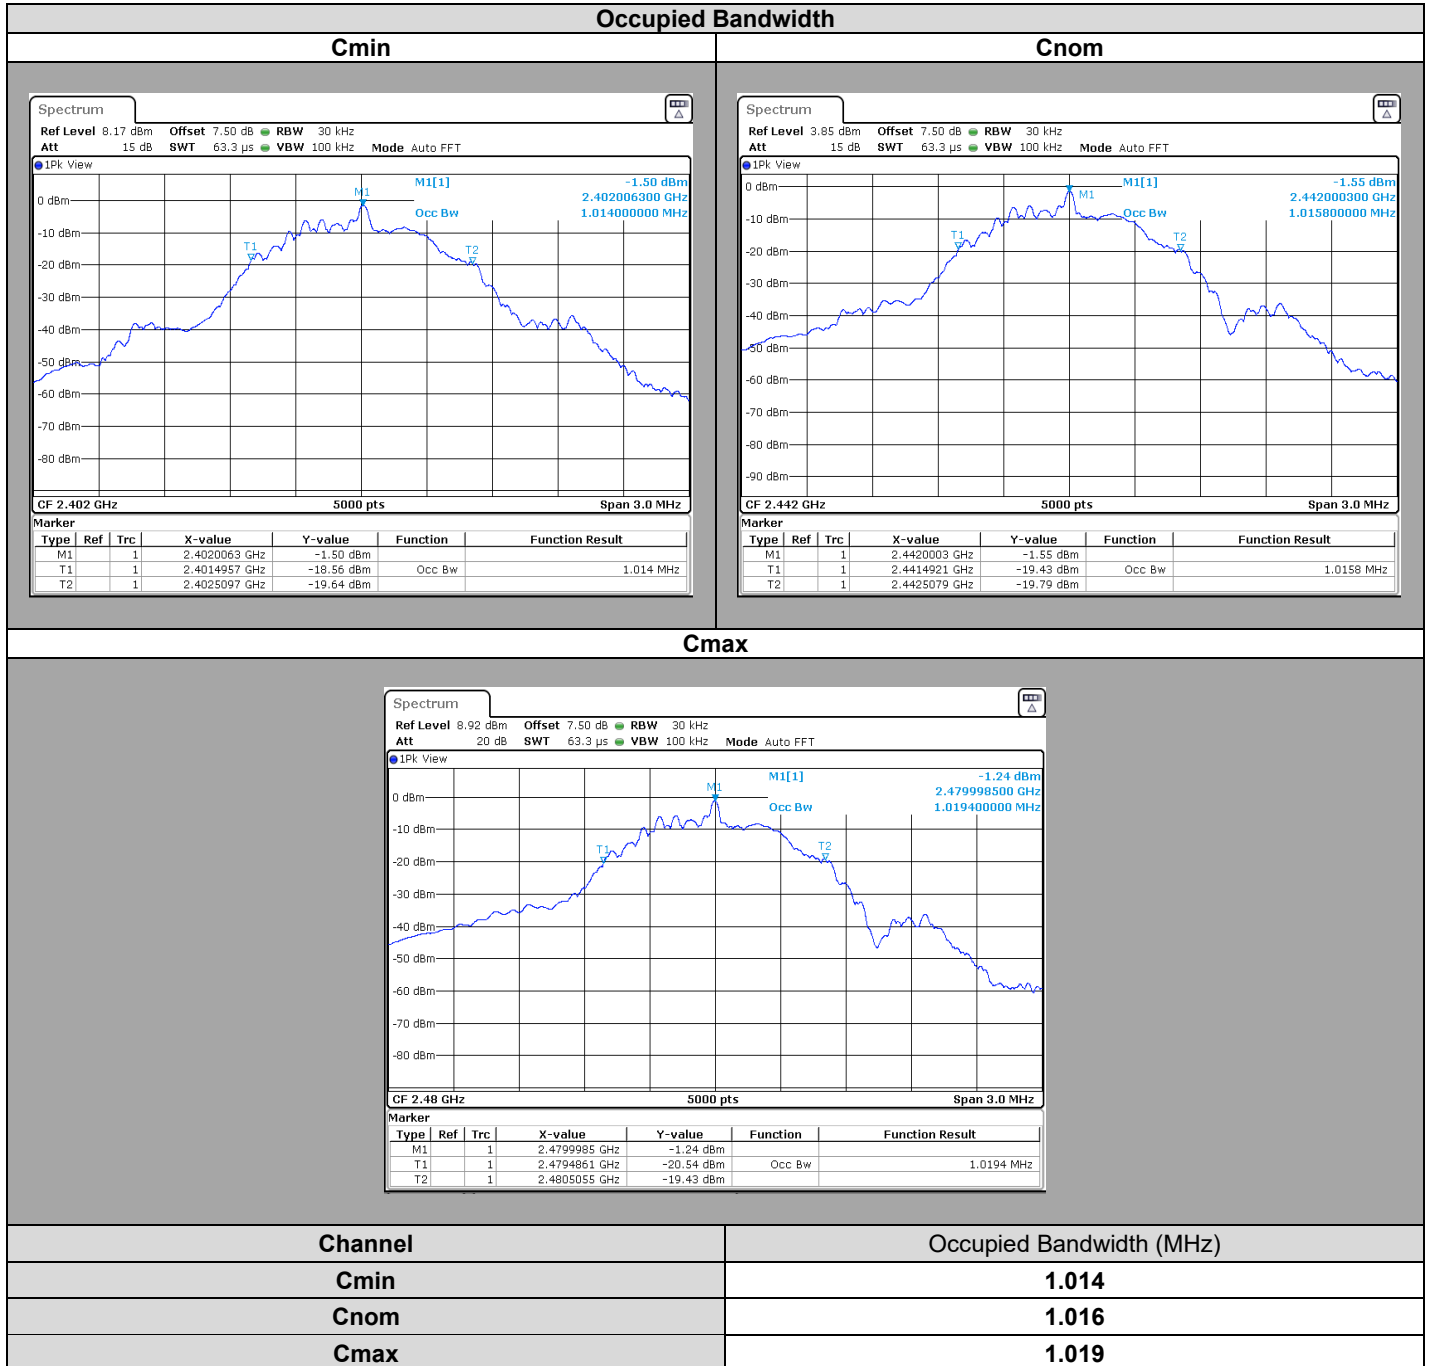 Occupied Bandwidth
Cmin
Cnom
Spectrum
Ref Level 8.17 dBm Offset 7.50 dB RBW 30 kHz
Att 15 dB SWT 63.3 µs VBW 100 kHz Mode Auto FFT
1Pk View
M1[1] -1.50 dBm
2.402006300 GHz
Occ Bw 1.014000000 MHz
M1
T1
T2
0 dBm
-10 dBm
-20 dBm
-30 dBm
-40 dBm
-50 dBm
-60 dBm
-70 dBm
-80 dBm
CF 2.402 GHz 5000 pts Span 3.0 MHz
Marker
Type Ref Trc X-value Y-value Function Function Result
M1 1 2.4020063 GHz -1.50 dBm
T1 1 2.4014957 GHz -18.56 dBm Occ Bw 1.014 MHz
T2 1 2.4025097 GHz -19.64 dBm
Spectrum
Ref Level 3.85 dBm Offset 7.50 dB RBW 30 kHz
Att 15 dB SWT 63.3 µs VBW 100 kHz Mode Auto FFT
1Pk View
M1[1] -1.55 dBm
2.442000300 GHz
Occ Bw 1.015800000 MHz
M1
T1
T2
0 dBm
-10 dBm
-20 dBm
-30 dBm
-40 dBm
-50 dBm
-60 dBm
-70 dBm
-80 dBm
-90 dBm
CF 2.442 GHz 5000 pts Span 3.0 MHz
Marker
Type Ref Trc X-value Y-value Function Function Result
M1 1 2.4420003 GHz -1.55 dBm
T1 1 2.4414921 GHz -19.43 dBm Occ Bw 1.0158 MHz
T2 1 2.4425079 GHz -19.79 dBm
Cmax
Spectrum
Ref Level 8.92 dBm Offset 7.50 dB RBW 30 kHz
Att 20 dB SWT 63.3 µs VBW 100 kHz Mode Auto FFT
1Pk View
M1[1] -1.24 dBm
2.479998500 GHz
Occ Bw 1.019400000 MHz
M1
T1
T2
0 dBm
-10 dBm
-20 dBm
-30 dBm
-40 dBm
-50 dBm
-60 dBm
-70 dBm
-80 dBm
CF 2.48 GHz 5000 pts Span 3.0 MHz
Marker
Type Ref Trc X-value Y-value Function Function Result
M1 1 2.4799985 GHz -1.24 dBm
T1 1 2.4794861 GHz -20.54 dBm Occ Bw 1.0194 MHz
T2 1 2.4805055 GHz -19.43 dBm
Channel Occupied Bandwidth (MHz)
Cmin 1.014
Cnom 1.016
Cmax 1.019